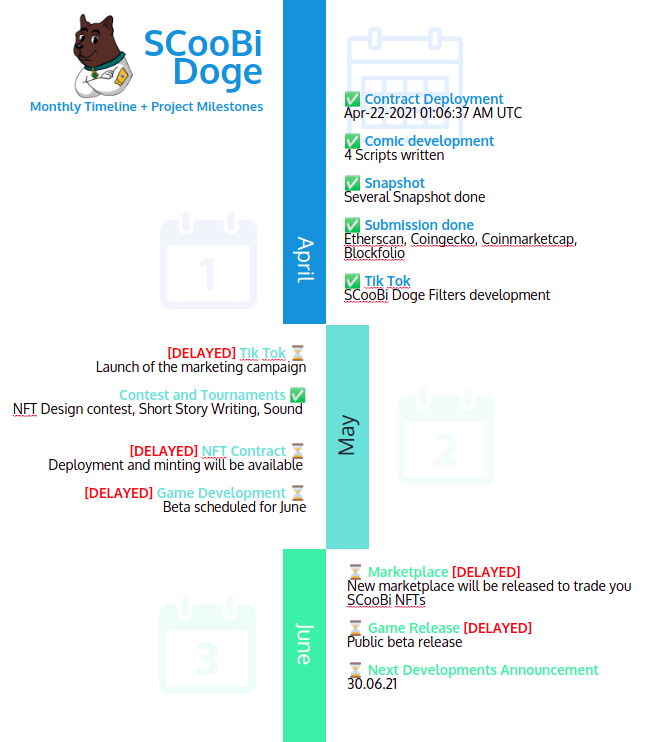 SCooBi
Doge
Monthly Timeline + Project Milestones
April
✅ Contract Deployment
Apr-22-2021 01:06:37 AM UTC
✅ Comic development
4 Scripts written
✅ Snapshot
Several Snapshot done
✅ Submission done
Etherscan, Coingecko, Coinmarketcap,
Blockfolio
✅ Tik Tok
SCooBi Doge Filters development
1
May
[DELAYED] Tik Tok ⏳
Launch of the marketing campaign
Contest and Tournaments ✅
NFT Design contest, Short Story Writing, Sound
[DELAYED] NFT Contract ⏳
Deployment and minting will be available
[DELAYED] Game Development ⏳
Beta scheduled for June
2
June
⏳ Marketplace [DELAYED]
New marketplace will be released to trade you
SCooBi NFTs
⏳ Game Release [DELAYED]
Public beta release
⏳ Next Developments Announcement
30.06.21
3